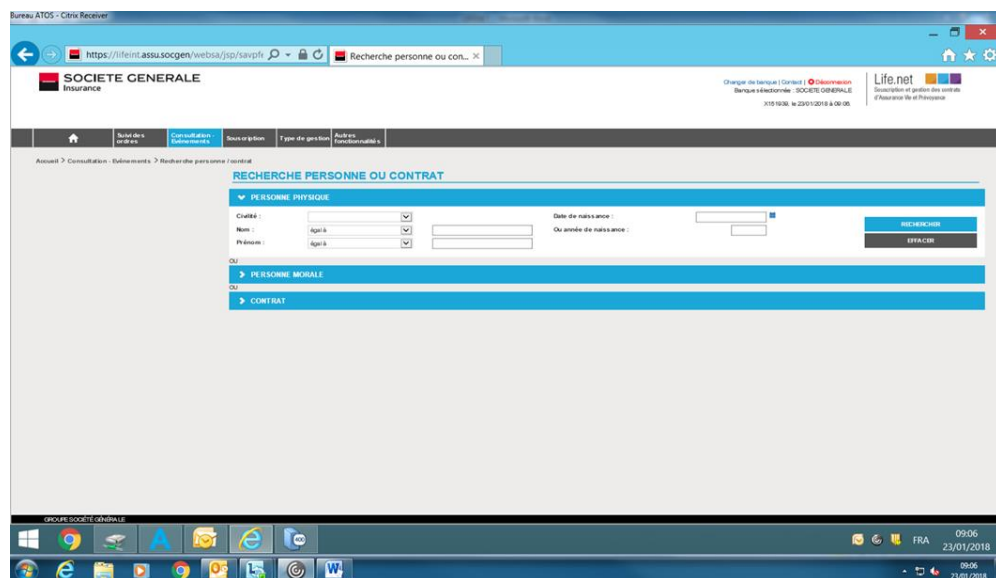 Bureau ATOS - Citrix Receiver
https://lifeint.assu.socgen/websa/jsp/savpfr
Recherche personne ou con...
SOCIETE GENERALE
Insurance
Changer de banque | Contact | Déconnexion
Banque sélectionnée : SOCIETE GENERALE
le 23/01/2018 à 09:06.
Life.net
Souscription et gestion des contrats
d'Assurance Vie et Prévoyance
Suivi des ordres
Consultation - Evénements
Souscription
Type de gestion
Autres fonctionnalités
Accueil > Consultation - Evénements > Recherche personne / contrat
RECHERCHE PERSONNE OU CONTRAT
PERSONNE PHYSIQUE
Civilité :
Date de naissance :
Nom : égal à
Ou année de naissance :
Prénom : égal à
RECHERCHER
EFFACER
OU
PERSONNE MORALE
OU
CONTRAT
GROUPE SOCIÉTÉ GÉNÉRALE
400
FRA
09:06
23/01/2018
09:06
23/01/2018